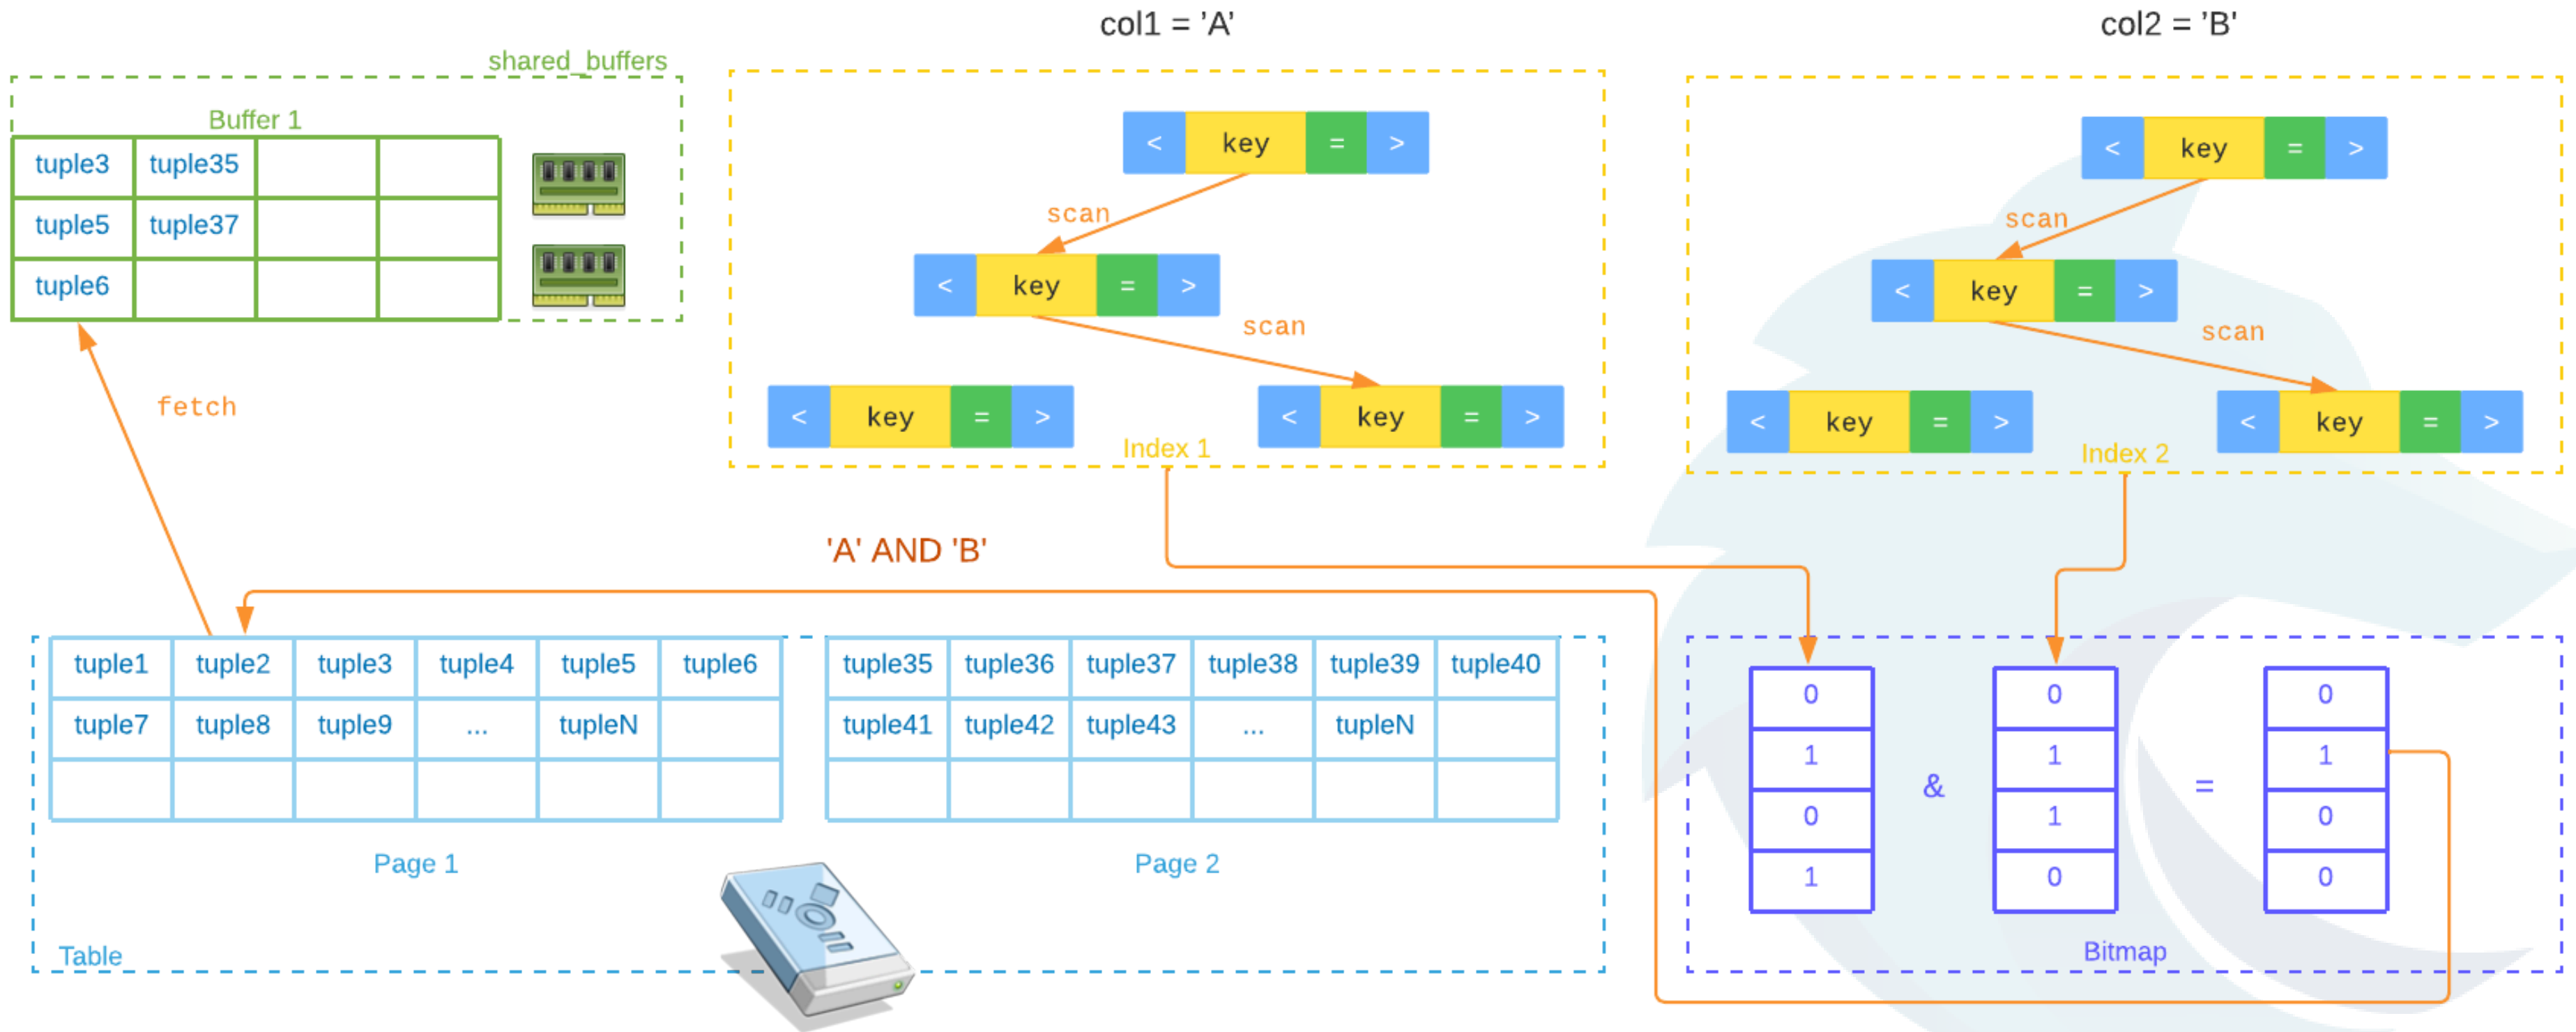 col1 = 'A'
col2 = 'B'
shared_buffers
Buffer 1
tuple3 tuple35
tuple5 tuple37
tuple6
< key = >
scan
< key = >
scan
< key = > < key = >
Index 1
< key = >
scan
< key = >
scan
< key = > < key = >
Index 2
fetch
'A' AND 'B'
tuple1 tuple2 tuple3 tuple4 tuple5 tuple6
tuple7 tuple8 tuple9 ... tupleN
Page 1
tuple35 tuple36 tuple37 tuple38 tuple39 tuple40
tuple41 tuple42 tuple43 ... tupleN
Page 2
Table
0 0 0
1 1 1
& =
0 1 0
1 0 0
Bitmap